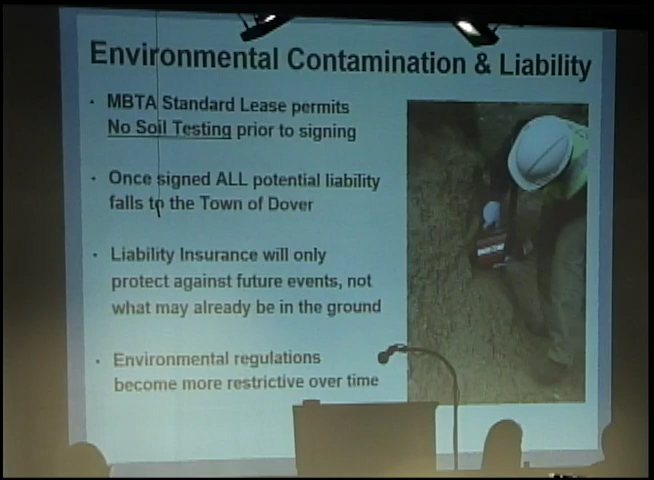 Environmental Contamination & Liability
· MBTA Standard Lease permits
No Soil Testing prior to signing
· Once signed ALL potential liability
falls to the Town of Dover
· Liability Insurance will only
protect against future events, not
what may already be in the ground
· Environmental regulations
become more restrictive over time